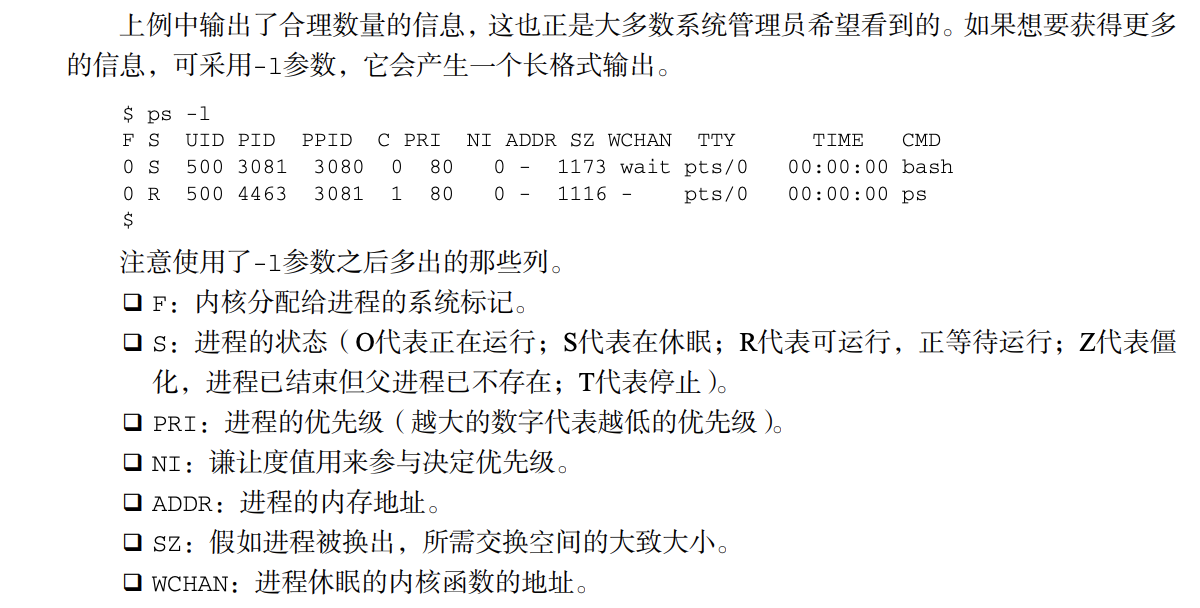 上例中输出了合理数量的信息，这也正是大多数系统管理员希望看到的。如果想要获得更多
的信息，可采用-l参数，它会产生一个长格式输出。
$ ps -l
F S  UID PID  PPID  C PRI  NI ADDR SZ WCHAN  TTY      TIME   CMD
0 S  500 3081  3080  0  80   0 -  1173 wait pts/0   00:00:00 bash
0 R  500 4463  3081  1  80   0 -  1116 -    pts/0   00:00:00 ps
$
注意使用了-l参数之后多出的那些列。
❑ F：内核分配给进程的系统标记。
❑ S：进程的状态（O代表正在运行；S代表在休眠；R代表可运行，正等待运行；Z代表僵
化，进程已结束但父进程已不存在；T代表停止）。
❑ PRI：进程的优先级（越大的数字代表越低的优先级）。
❑ NI：谦让度值用来参与决定优先级。
❑ ADDR：进程的内存地址。
❑ SZ：假如进程被换出，所需交换空间的大致大小。
❑ WCHAN：进程休眠的内核函数的地址。